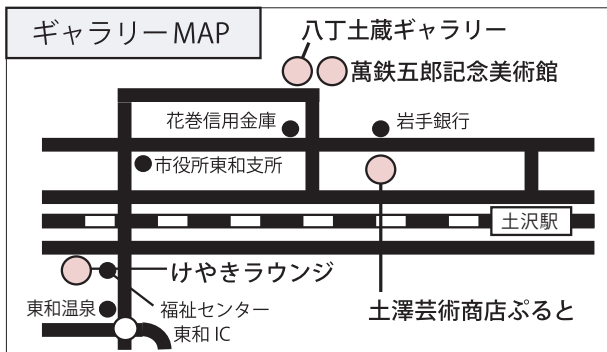 ギャラリーMAP
八丁土蔵ギャラリー
萬鉄五郎記念美術館
花巻信用金庫
岩手銀行
市役所東和支所
土沢駅
けやきラウンジ
土澤芸術商店ぷると
東和温泉
福祉センター
東和IC